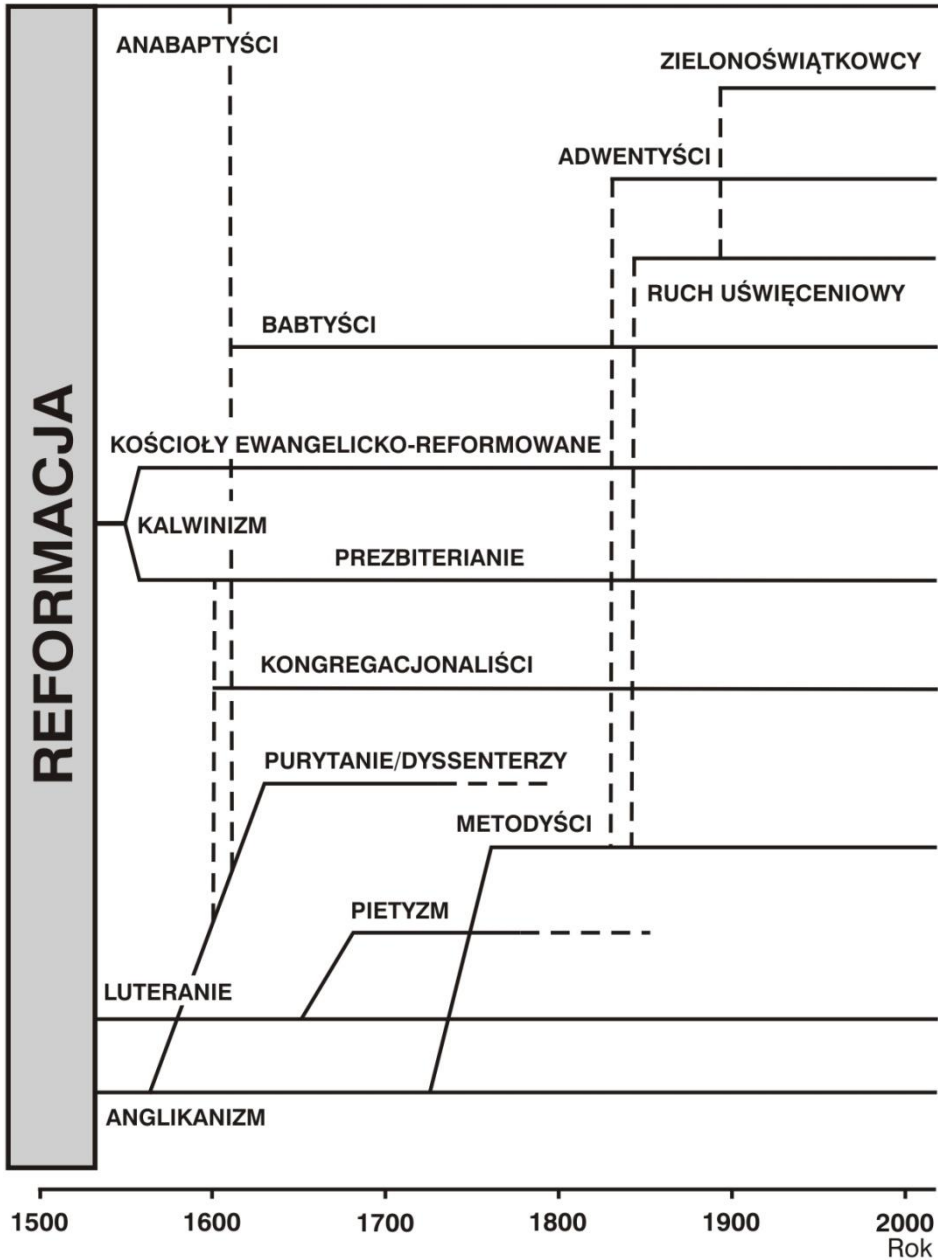 ANABAPTYŚCI
ZIELONOŚWIĄTKOWCY
ADWENTYŚCI
RUCH UŚWIĘCENIOWY
BABTYŚCI
REFORMACJA
KOŚCIOŁY EWANGELICKO-REFORMOWANE
KALWINIZM
PREZBITERIANIE
KONGREGACJONALIŚCI
PURYTANIE/DYSSENTERZY
METODYŚCI
PIETYZM
LUTERANIE
ANGLIKANIZM
1500 1600 1700 1800 1900 2000
Rok